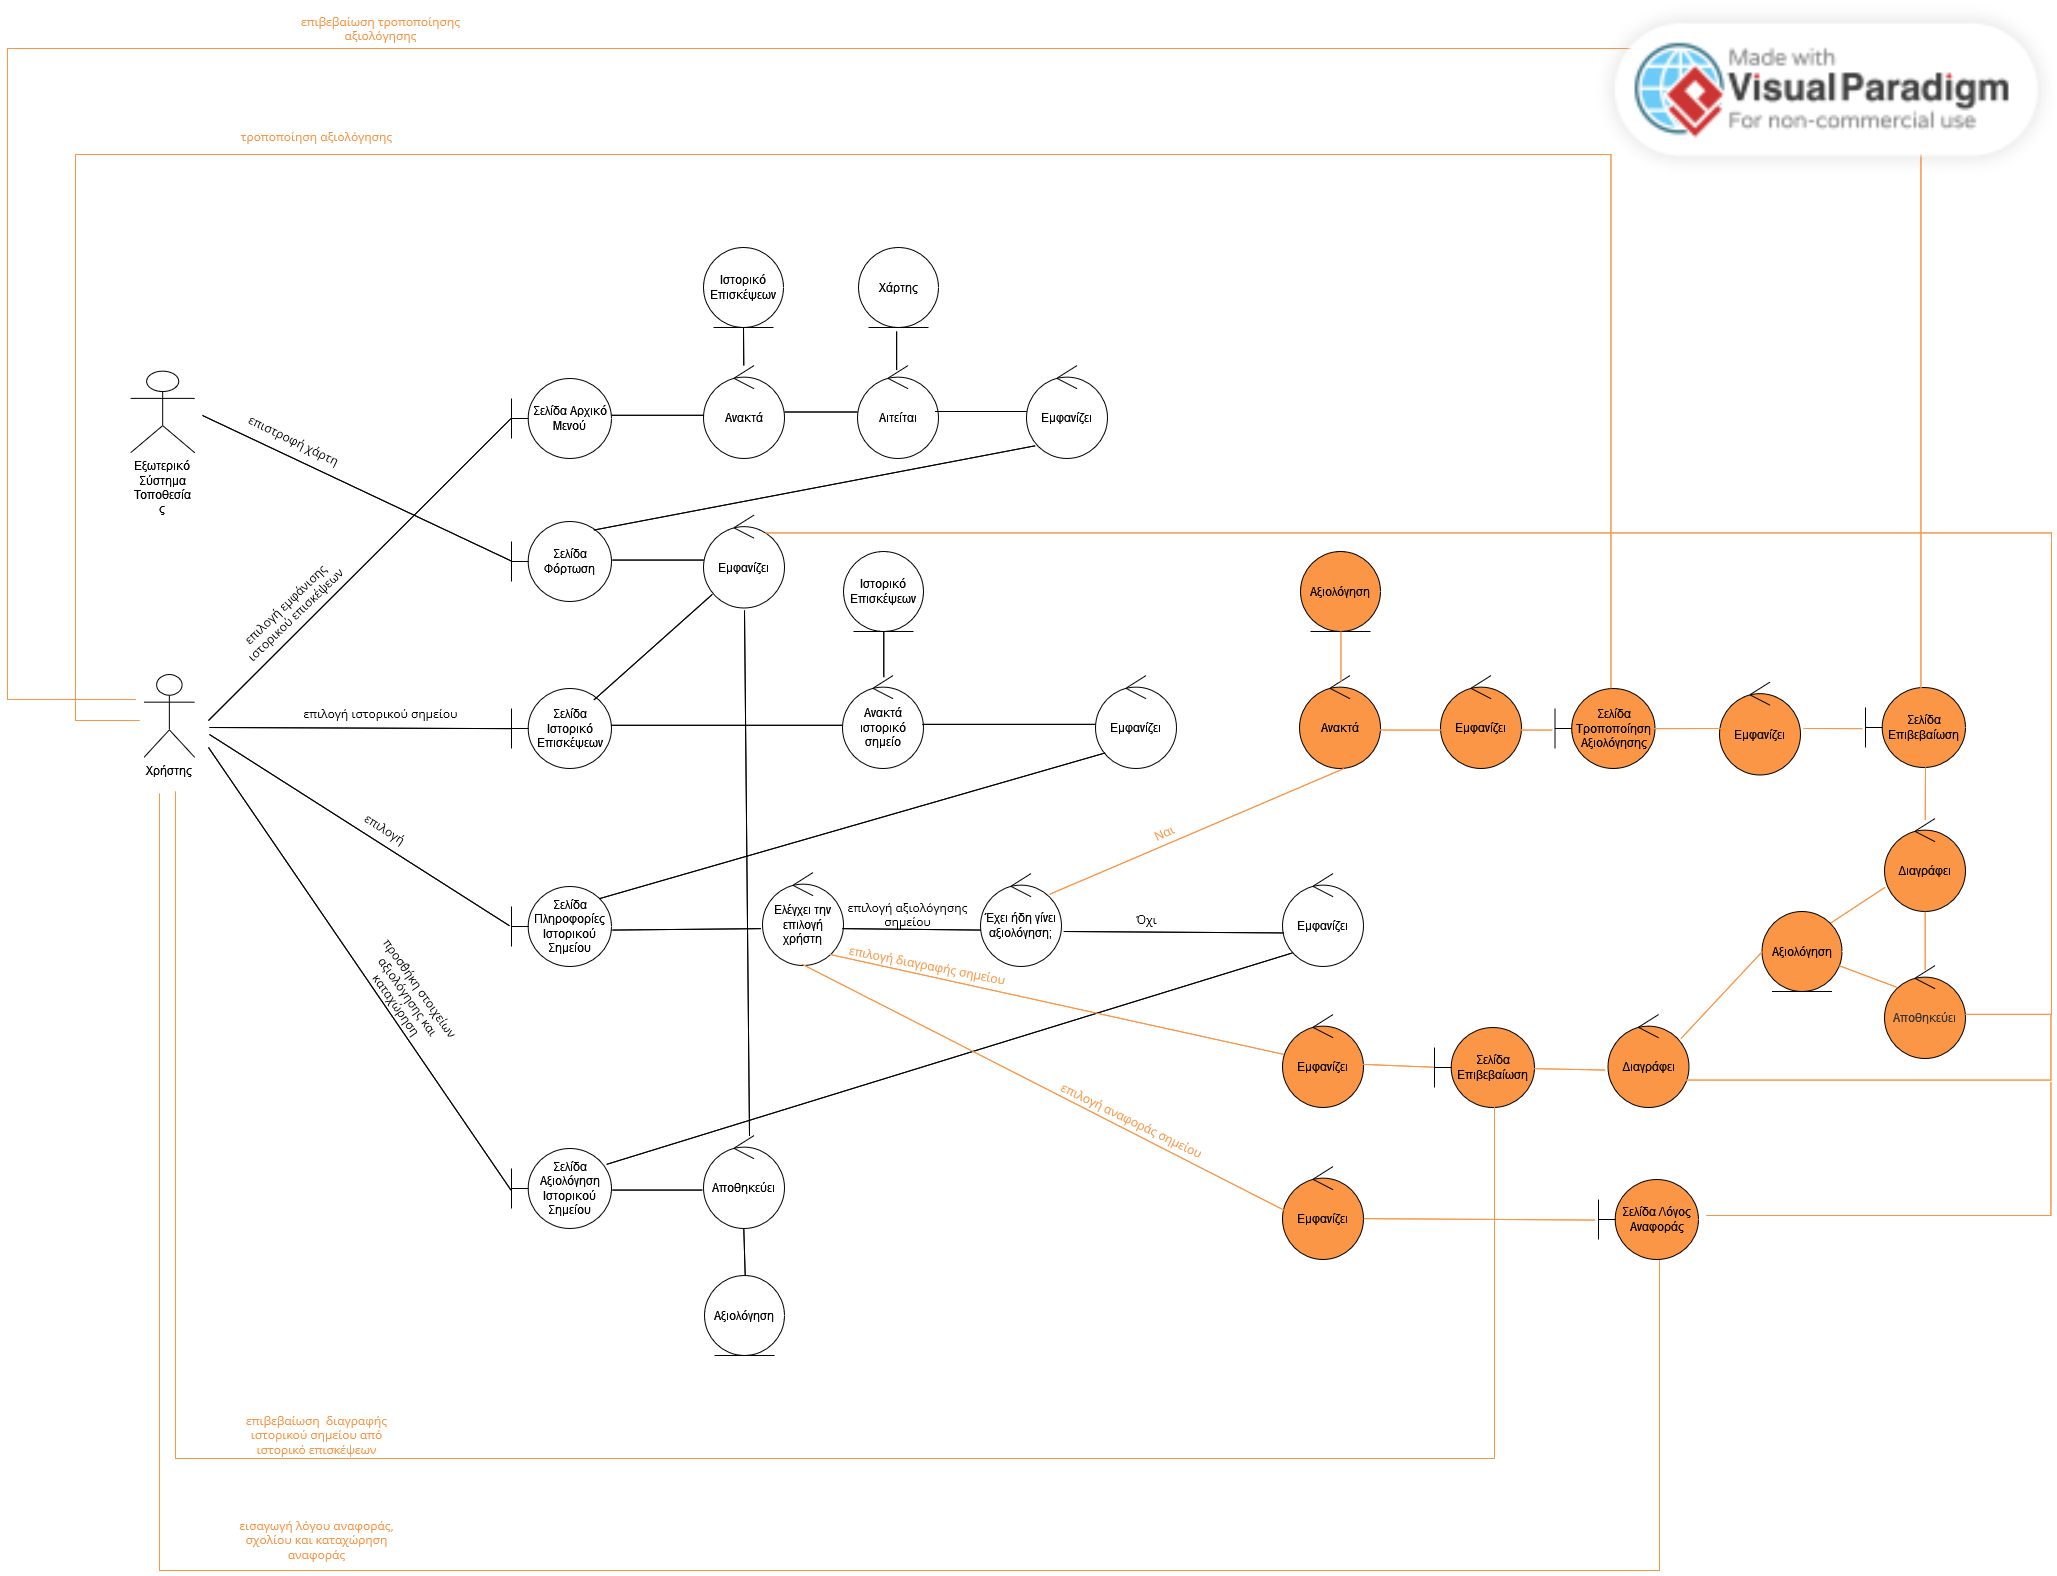 επιβεβαίωση τροποποίησης
αξιολόγησης
Made with
Visual Paradigm
For non-commercial use
τροποποίηση αξιολόγησης
Ιστορικό
Επισκέψεων
Χάρτης
Εξωτερικό
Σύστημα
Τοποθεσία
ς
επιστροφή χάρτη
Σελίδα Αρχικό
Μενού
Ανακτά
Αιτείται
Εμφανίζει
επιλογή εμφάνισης
ιστορικού επισκέψεων
Σελίδα
Φόρτωση
Εμφανίζει
Ιστορικό
Επισκέψεων
Αξιολόγηση
Χρήστης
επιλογή ιστορικού σημείου
Σελίδα
Ιστορικό
Επισκέψεων
Ανακτά
ιστορικό
σημείο
Εμφανίζει
Ανακτά
Εμφανίζει
Σελίδα
Τροποποίηση
Αξιολόγησης
Εμφανίζει
Σελίδα
Επιβεβαίωση
επιλογή
Ναι
Διαγράφει
Σελίδα
Πληροφορίες
Ιστορικού
Σημείου
Ελέγχει την
επιλογή
χρήστη
επιλογή αξιολόγησης
σημείου
Έχει ήδη γίνει
αξιολόγηση;
Όχι
Εμφανίζει
Αξιολόγηση
προσθήκη στοιχείων
αξιολόγησης και
καταχώρηση
επιλογή διαγραφής σημείου
Αποθηκεύει
Εμφανίζει
Σελίδα
Επιβεβαίωση
Διαγράφει
επιλογή αναφοράς σημείου
Σελίδα
Αξιολόγηση
Ιστορικού
Σημείου
Αποθηκεύει
Εμφανίζει
Σελίδα Λόγος
Αναφοράς
Αξιολόγηση
επιβεβαίωση διαγραφής
ιστορικού σημείου από
ιστορικό επισκέψεων
εισαγωγή λόγου αναφοράς,
σχολίου και καταχώρηση
αναφοράς